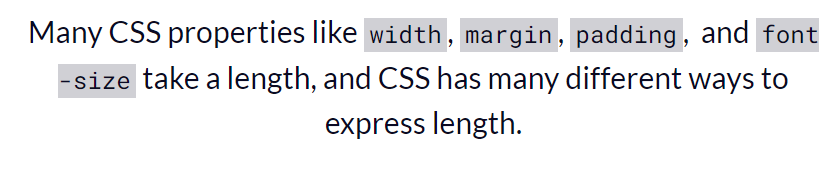 Many CSS properties like width, margin, padding, and font
-size take a length, and CSS has many different ways to
express length.